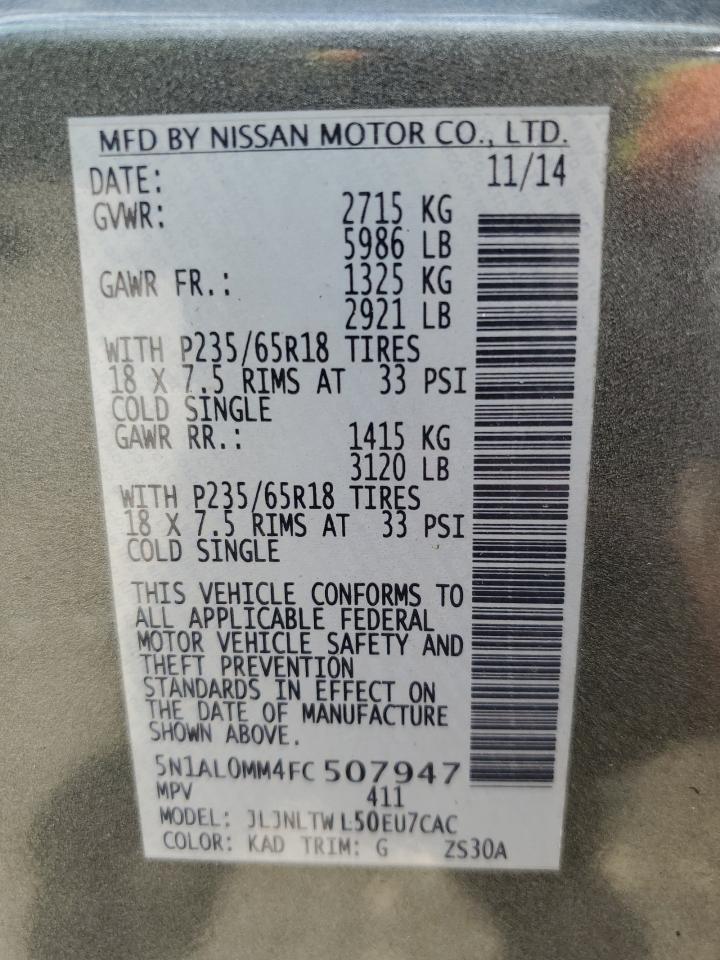 MFD BY NISSAN MOTOR CO., LTD.
DATE: 11/14
GVWR: 2715 KG
5986 LB
GAWR FR.: 1325 KG
2921 LB
WITH P235/65R18 TIRES
18 X 7.5 RIMS AT 33 PSI
COLD SINGLE
GAWR RR.: 1415 KG
3120 LB
WITH P235/65R18 TIRES
18 X 7.5 RIMS AT 33 PSI
COLD SINGLE
THIS VEHICLE CONFORMS TO
ALL APPLICABLE FEDERAL
MOTOR VEHICLE SAFETY AND
THEFT PREVENTION
STANDARDS IN EFFECT ON
THE DATE OF MANUFACTURE
SHOWN ABOVE.
5N1AL0MM4FC 507947
MPV 411
MODEL: JLJNLTWL50EU7CAC
COLOR: KAD TRIM: G ZS30A